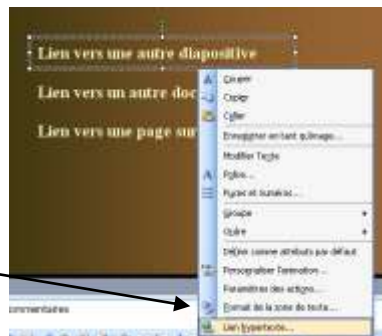 Lien vers une autre diapositive
Lien vers un autre doc
Lien vers une page sur
Couper
Copier
Coller
Enregistrer en tant qu'image...
Modifier Texte
Police...
Puces et numéros...
Groupe
Ordre
Définir comme attributs par défaut
Personnaliser l'animation...
Paramètres des actions...
Format de la zone de texte...
Lien hypertexte...
commentaires